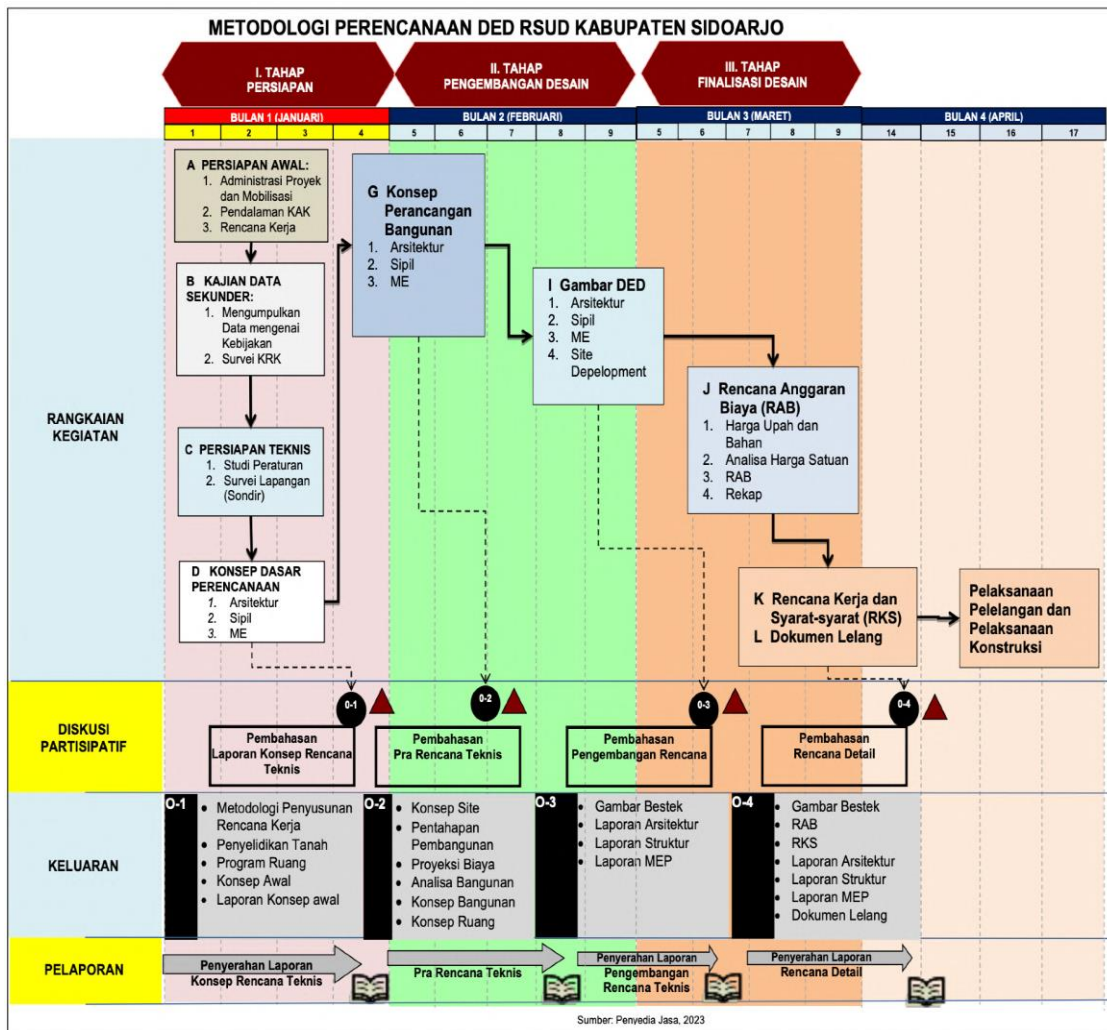 METODOLOGI PERENCANAAN DED RSUD KABUPATEN SIDOARJO
I. TAHAP
PERSIAPAN
II. TAHAP
PENGEMBANGAN DESAIN
III. TAHAP
FINALISASI DESAIN
BULAN 1 (JANUARI)
BULAN 2 (FEBRUARI)
BULAN 3 (MARET)
BULAN 4 (APRIL)
1 2 3 4 5 6 7 8 9 5 6 7 8 9 14 15 16 17
RANGKAIAN
KEGIATAN
A PERSIAPAN AWAL:
1. Administrasi Proyek
dan Mobilisasi
2. Pendalaman KAK
3. Rencana Kerja
B KAJIAN DATA
SEKUNDER:
1. Mengumpulkan
Data mengenai
Kebijakan
2. Survei KRK
C PERSIAPAN TEKNIS
1. Studi Peraturan
2. Survei Lapangan
(Sondir)
D KONSEP DASAR
PERENCANAAN
1. Arsitektur
2. Sipil
3. ME
G Konsep
Perancangan
Bangunan
1. Arsitektur
2. Sipil
3. ME
I Gambar DED
1. Arsitektur
2. Sipil
3. ME
4. Site
Depelopment
J Rencana Anggaran
Biaya (RAB)
1. Harga Upah dan
Bahan
2. Analisa Harga Satuan
3. RAB
4. Rekap
K Rencana Kerja dan
Syarat-syarat (RKS)
L Dokumen Lelang
Pelaksanaan
Pelelangan dan
Pelaksanaan
Konstruksi
DISKUSI
PARTISIPATIF
0-1
0-2
0-3
0-4
Pembahasan
Laporan Konsep Rencana
Teknis
Pembahasan
Pra Rencana Teknis
Pembahasan
Pengembangan Rencana
Pembahasan
Rencana Detail
KELUARAN
O-1
• Metodologi Penyusunan
Rencana Kerja
• Penyelidikan Tanah
• Program Ruang
• Konsep Awal
• Laporan Konsep awal
O-2
• Konsep Site
• Pentahapan
Pembangunan
• Proyeksi Biaya
• Analisa Bangunan
• Konsep Bangunan
• Konsep Ruang
O-3
• Gambar Bestek
• Laporan Arsitektur
• Laporan Struktur
• Laporan MEP
O-4
• Gambar Bestek
• RAB
• RKS
• Laporan Arsitektur
• Laporan Struktur
• Laporan MEP
• Dokumen Lelang
PELAPORAN
Penyerahan Laporan
Konsep Rencana Teknis
Pra Rencana Teknis
Penyerahan Laporan
Pengembangan
Rencana Teknis
Penyerahan Laporan
Rencana Detail
Sumber: Penyedia Jasa, 2023